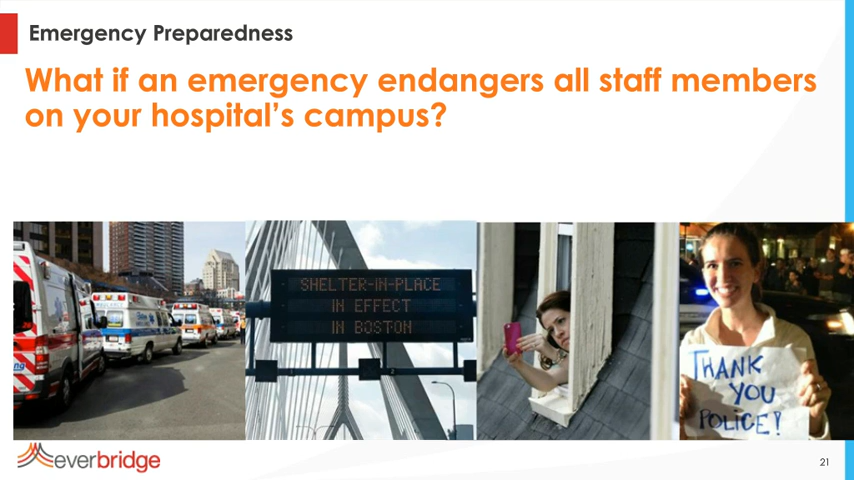 Emergency Preparedness
What if an emergency endangers all staff members
on your hospital's campus?
SHELTER-IN-PLACE
IN EFFECT
IN BOSTON
THANK
YOU
POLICE!
everbridge
21